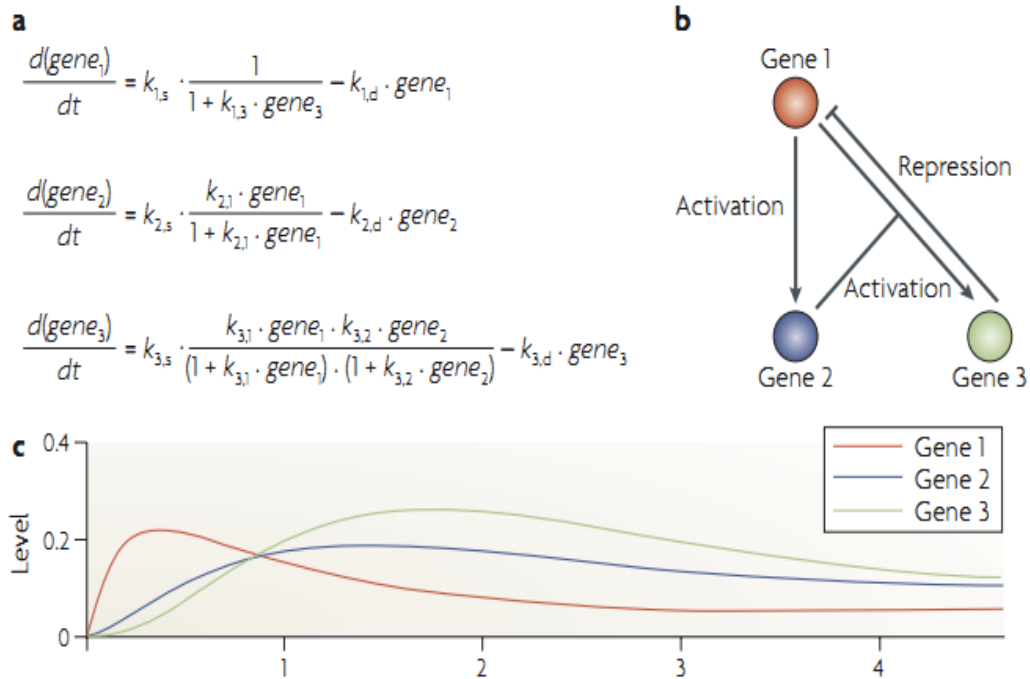 a
d(gene₁)/dt = k₁,s · 1/(1 + k₁,₃ · gene₃) − k₁,d · gene₁
d(gene₂)/dt = k₂,s · k₂,₁ · gene₁/(1 + k₂,₁ · gene₁) − k₂,d · gene₂
d(gene₃)/dt = k₃,s · k₃,₁ · gene₁ · k₃,₂ · gene₂/((1 + k₃,₁ · gene₁) · (1 + k₃,₂ · gene₂)) − k₃,d · gene₃
b
Gene 1
Repression
Activation
Activation
Gene 2
Gene 3
c
0.4
0.2
0
Level
1
2
3
4
Gene 1
Gene 2
Gene 3